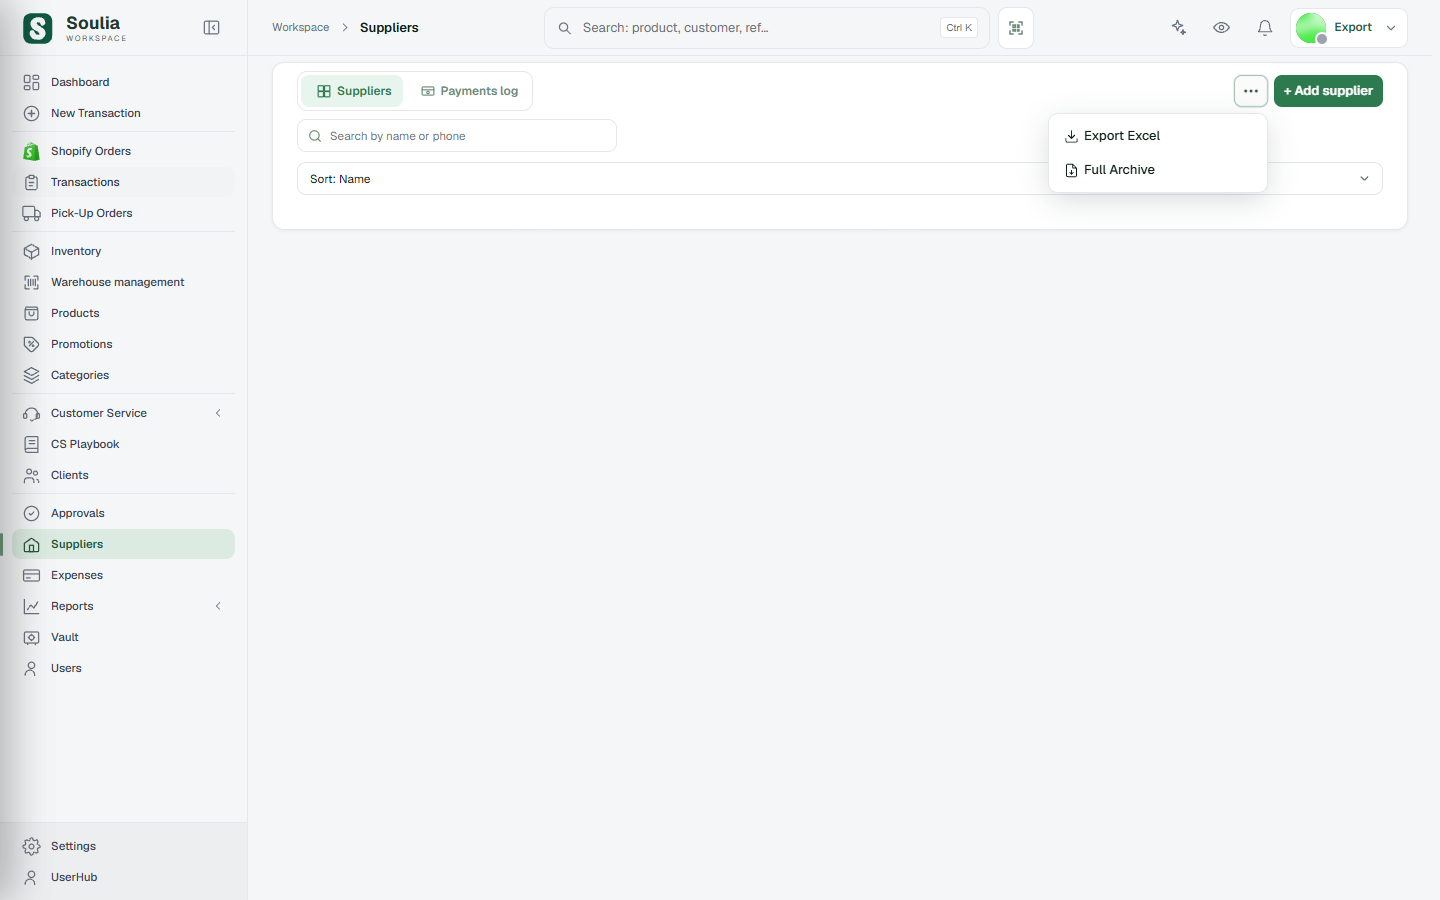 Soulia
WORKSPACE
Dashboard
New Transaction
Shopify Orders
Transactions
Pick-Up Orders
Inventory
Warehouse management
Products
Promotions
Categories
Customer Service
CS Playbook
Clients
Approvals
Suppliers
Expenses
Reports
Vault
Users
Settings
UserHub
Workspace > Suppliers
Search: product, customer, ref...
Ctrl K
Export
Suppliers
Payments log
+ Add supplier
Search by name or phone
Export Excel
Full Archive
Sort: Name